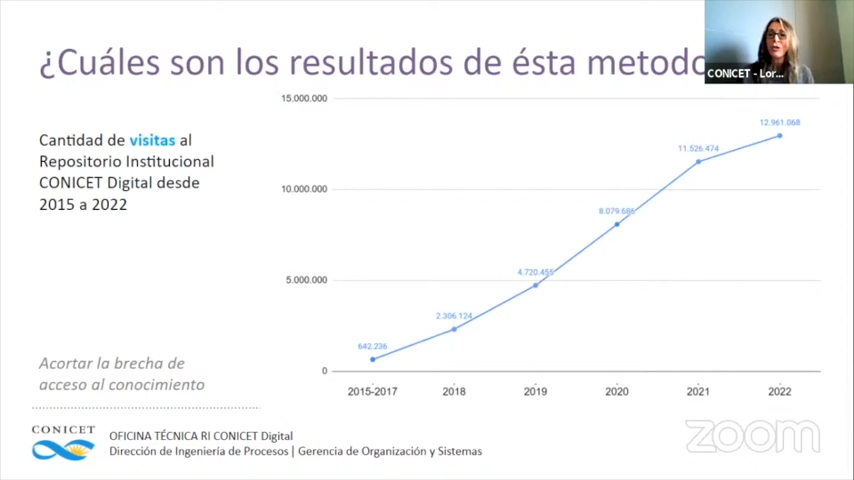 ¿Cuáles son los resultados de ésta metodo
CONICET - Lor...
Cantidad de visitas al
Repositorio Institucional
CONICET Digital desde
2015 a 2022
15.000.000
10.000.000
5.000.000
0
642.236
2.306.124
4.720.455
8.079.686
11.526.474
12.961.068
2015-2017
2018
2019
2020
2021
2022
Acortar la brecha de
acceso al conocimiento
CONICET
OFICINA TÉCNICA RI CONICET Digital
Dirección de Ingeniería de Procesos | Gerencia de Organización y Sistemas
zoom